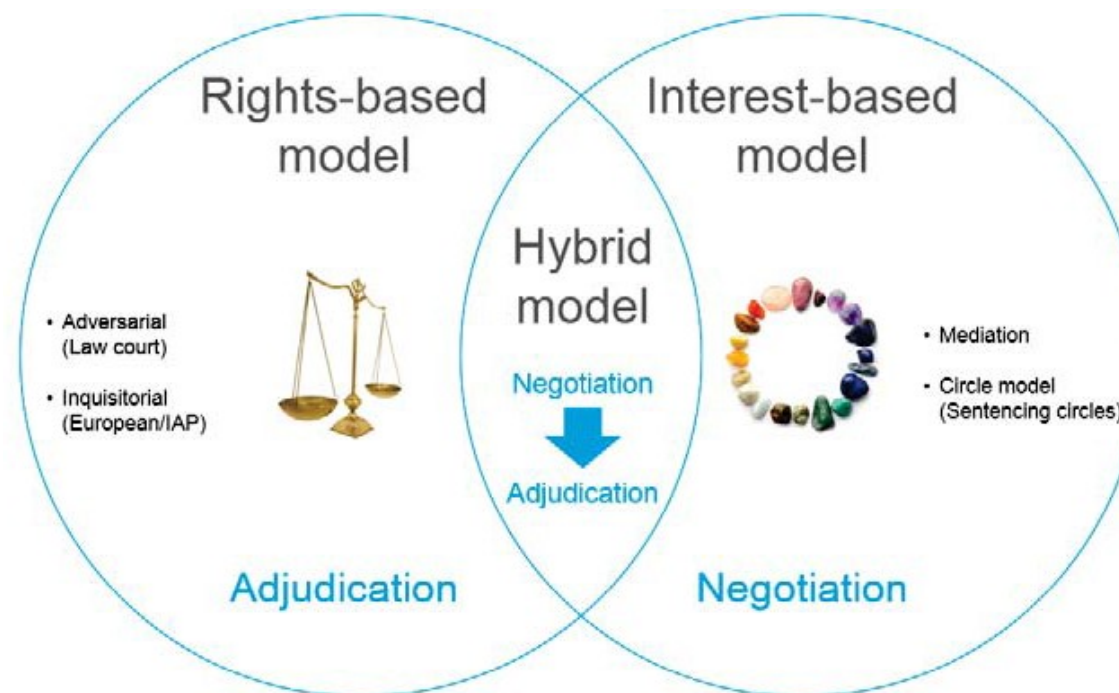 Rights-based
model
• Adversarial
(Law court)
• Inquisitorial
(European/IAP)
Adjudication
Hybrid
model
Negotiation
Adjudication
Interest-based
model
• Mediation
• Circle model
(Sentencing circles)
Negotiation